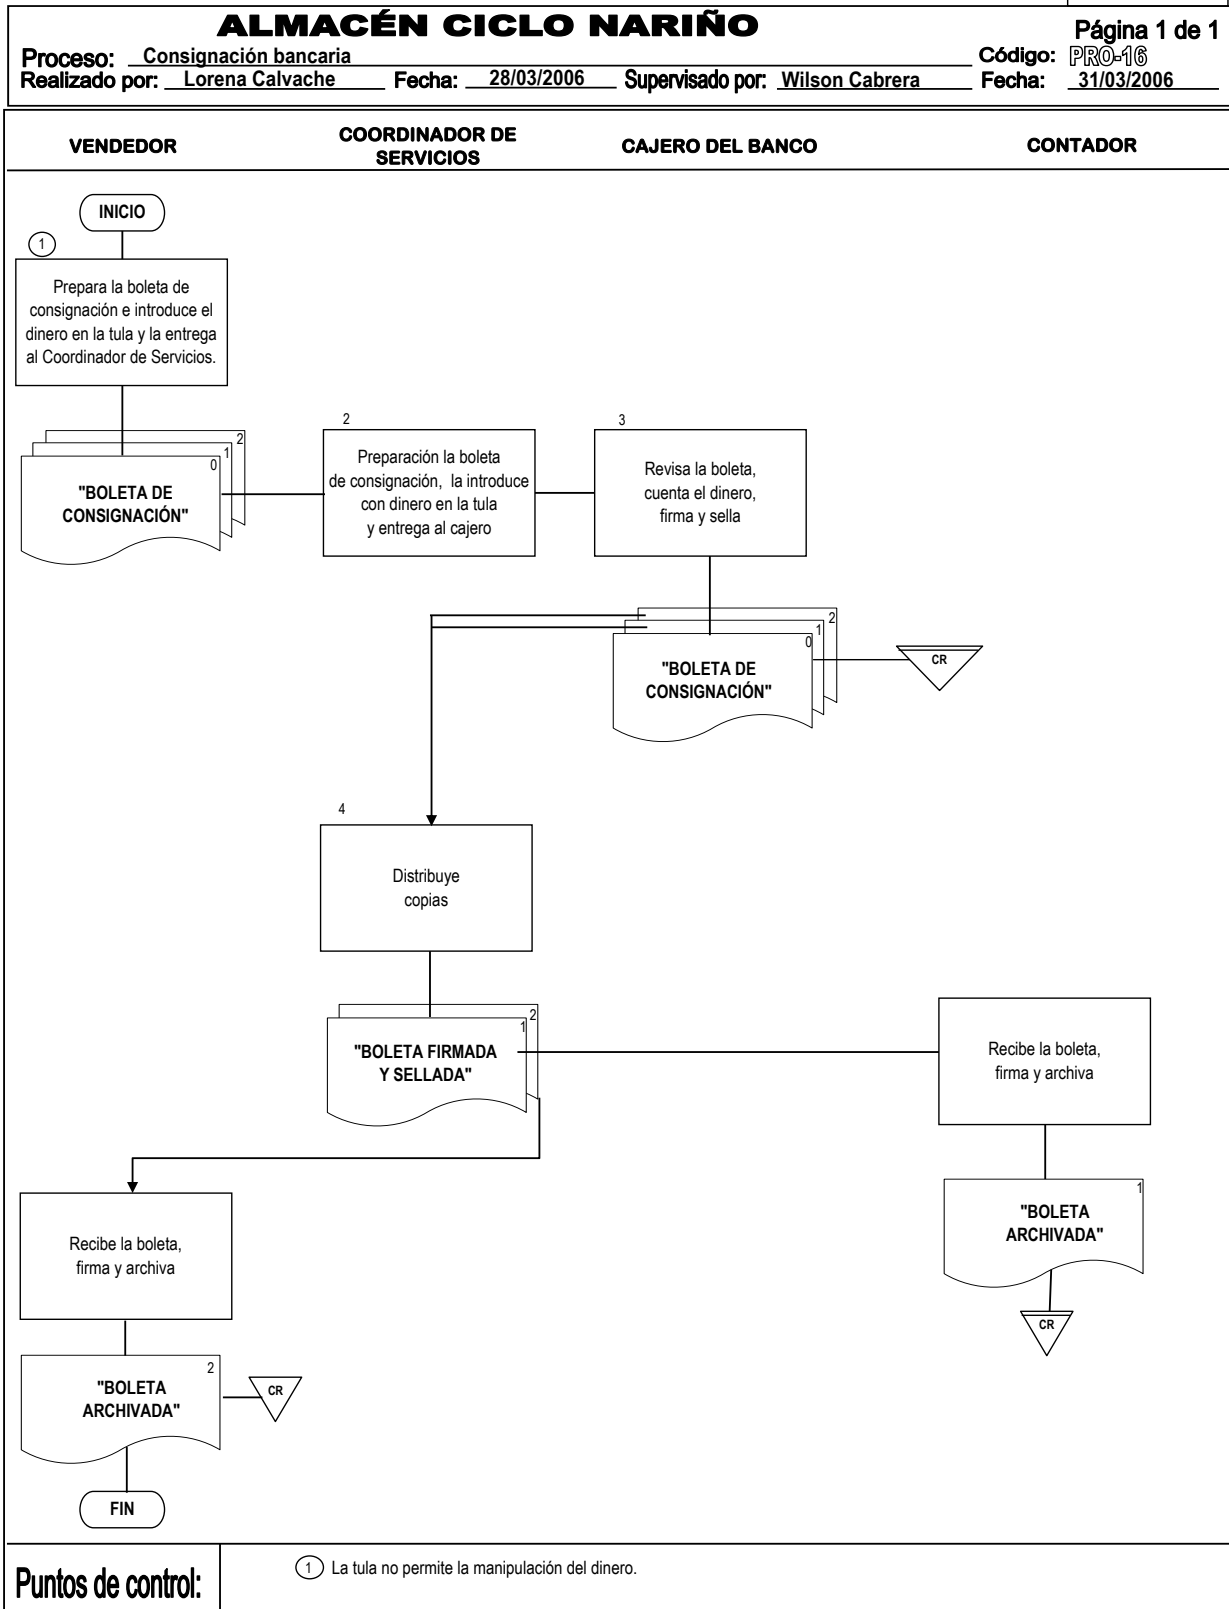 ALMACÉN CICLO NARIÑO
Página 1 de 1
Proceso: Consignación bancaria
Código: PRO-16
Realizado por: Lorena Calvache Fecha: 28/03/2006 Supervisado por: Wilson Cabrera Fecha: 31/03/2006
VENDEDOR
COORDINADOR DE
SERVICIOS
CAJERO DEL BANCO
CONTADOR
INICIO
1
Prepara la boleta de
consignación e introduce el
dinero en la tula y la entrega
al Coordinador de Servicios.
2
1
0
"BOLETA DE
CONSIGNACIÓN"
2
Preparación la boleta
de consignación, la introduce
con dinero en la tula
y entrega al cajero
3
Revisa la boleta,
cuenta el dinero,
firma y sella
2
1
0
"BOLETA DE
CONSIGNACIÓN"
CR
4
Distribuye
copias
2
1
"BOLETA FIRMADA
Y SELLADA"
Recibe la boleta,
firma y archiva
1
"BOLETA
ARCHIVADA"
CR
Recibe la boleta,
firma y archiva
2
"BOLETA
ARCHIVADA"
CR
FIN
Puntos de control:
1 La tula no permite la manipulación del dinero.